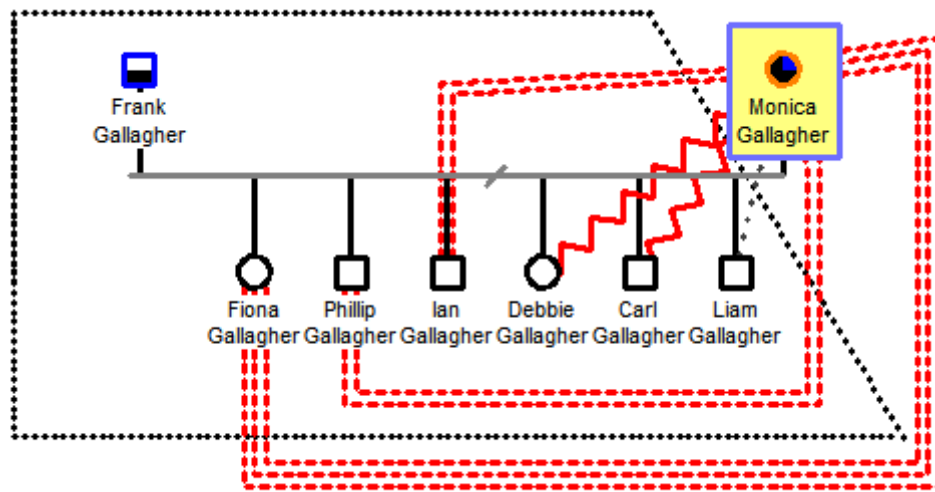 Frank
Gallagher
Monica
Gallagher
Fiona
Gallagher
Phillip
Gallagher
Ian
Gallagher
Debbie
Gallagher
Carl
Gallagher
Liam
Gallagher